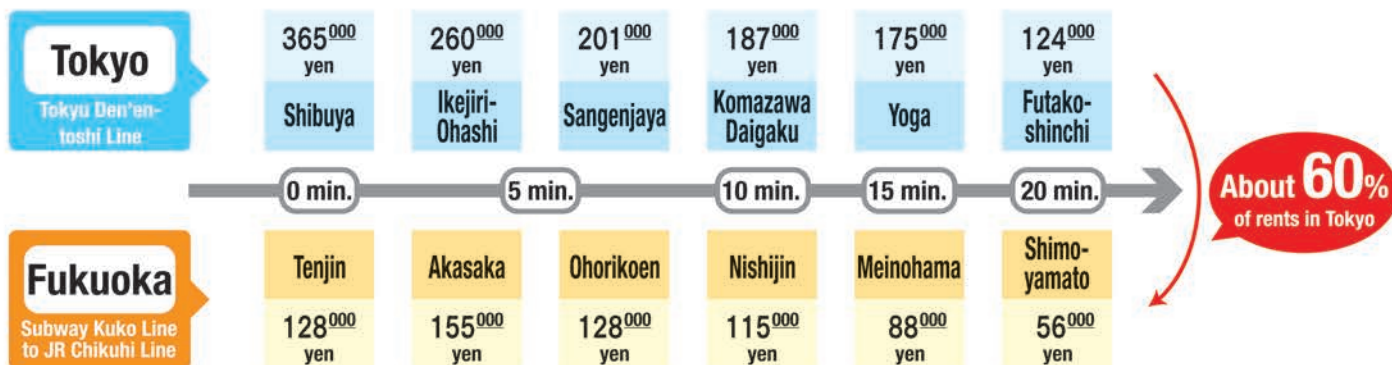 Tokyo
Tokyu Den'en-
toshi Line
365000
yen
Shibuya
260000
yen
Ikejiri-
Ohashi
201000
yen
Sangenjaya
187000
yen
Komazawa
Daigaku
175000
yen
Yoga
124000
yen
Futako-
shinchi
0 min.
5 min.
10 min.
15 min.
20 min.
About 60%
of rents in Tokyo
Fukuoka
Subway Kuko Line
to JR Chikuhi Line
Tenjin
128000
yen
Akasaka
155000
yen
Ohorikoen
128000
yen
Nishijin
115000
yen
Meinohama
88000
yen
Shimo-
yamato
56000
yen